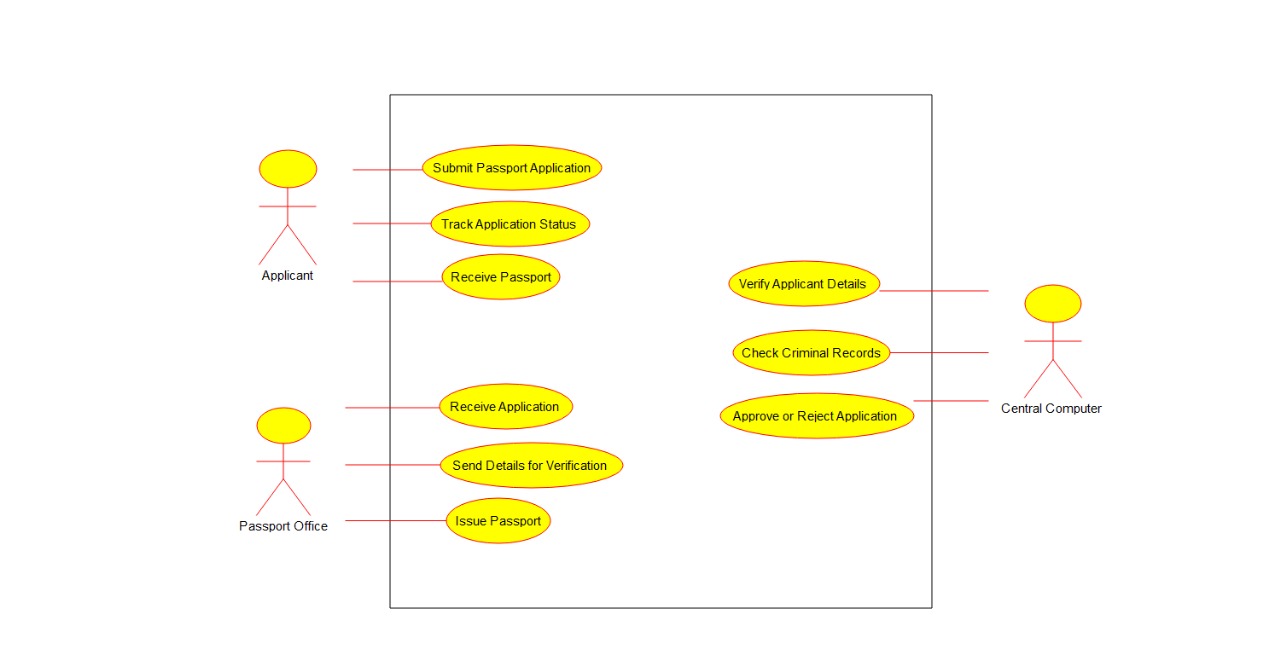 Submit Passport Application
Track Application Status
Receive Passport
Applicant
Verify Applicant Details
Check Criminal Records
Approve or Reject Application
Central Computer
Receive Application
Send Details for Verification
Issue Passport
Passport Office